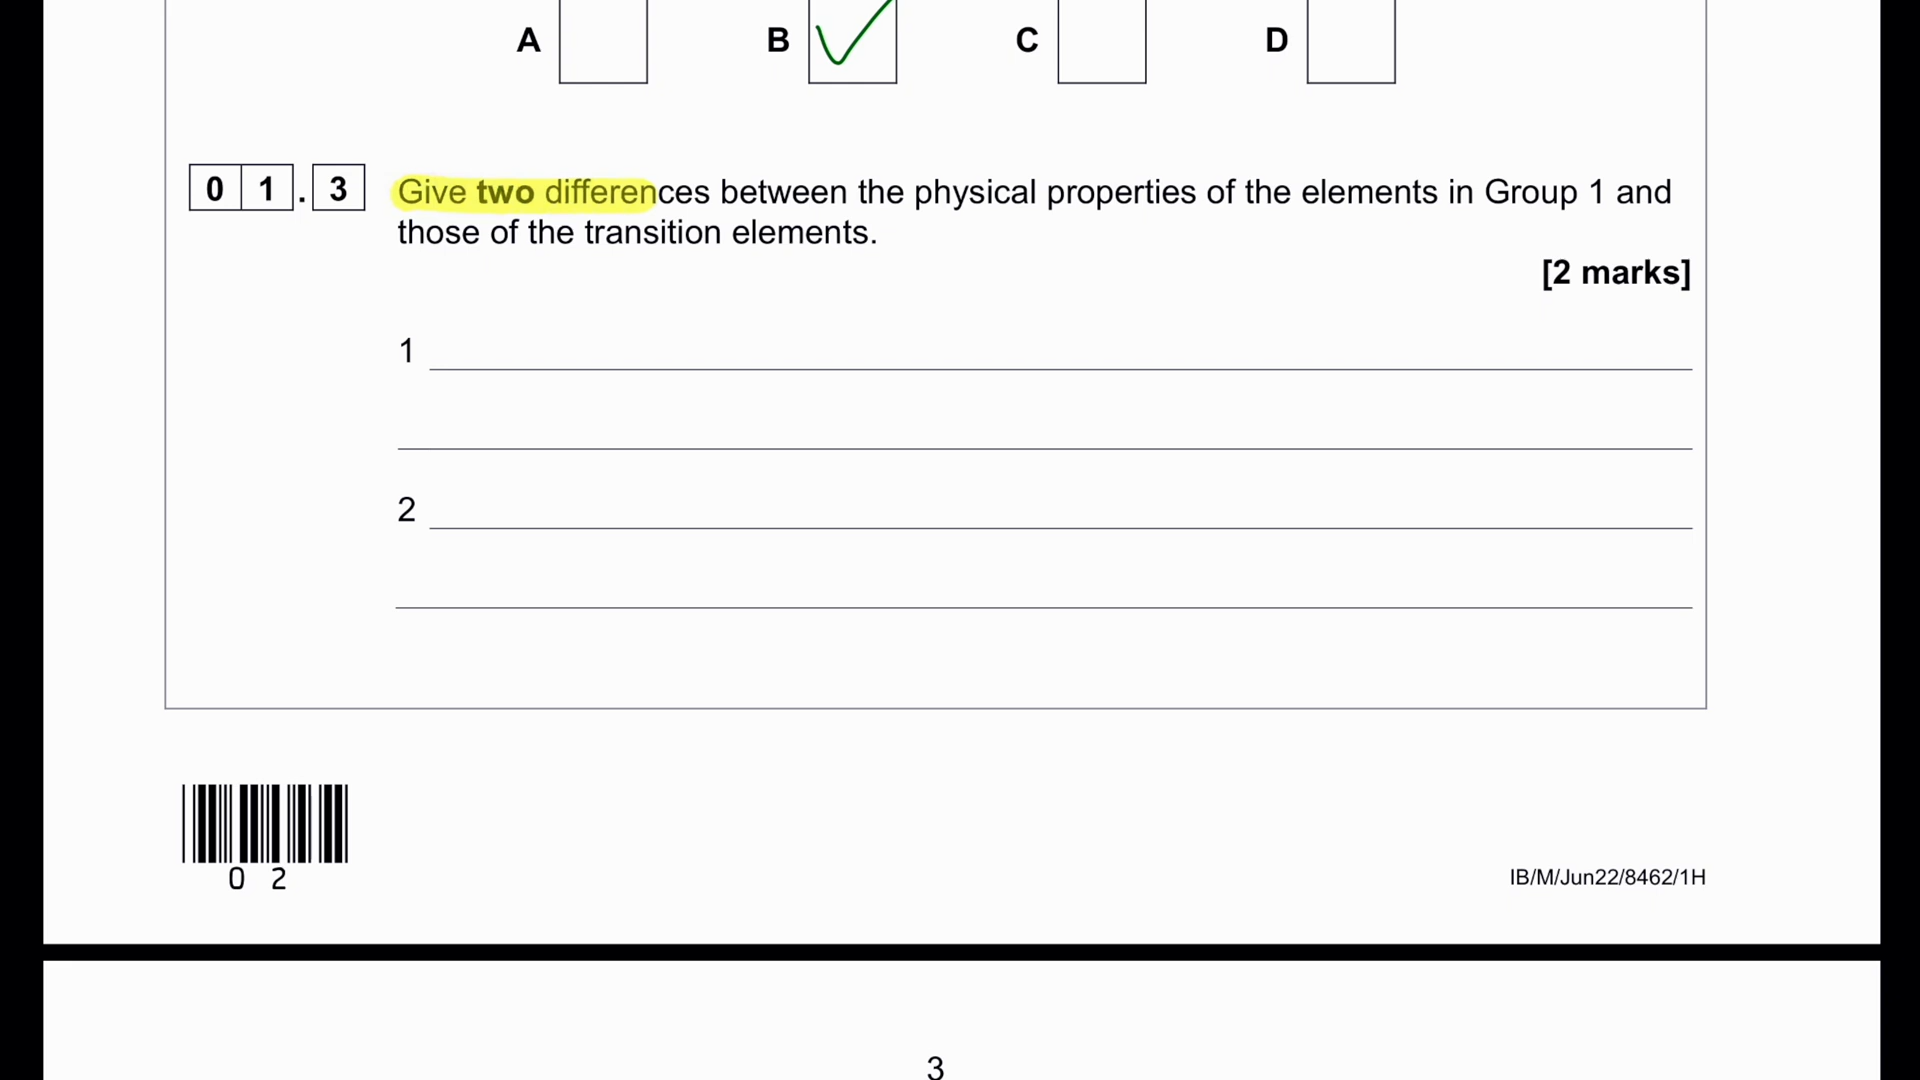 A B C D
0 1 . 3 Give two differences between the physical properties of the elements in Group 1 and
those of the transition elements.
[2 marks]
1
2
0 2
IB/M/Jun22/8462/1H
3